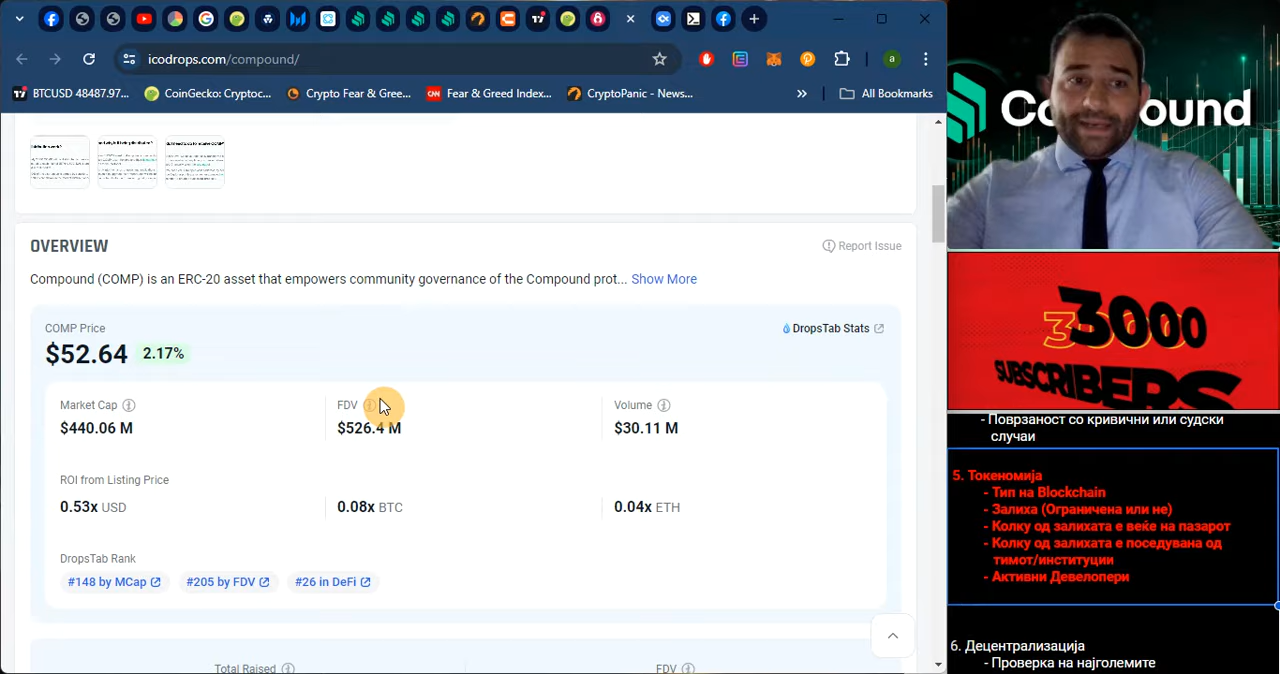 icodrops.com/compound/
BTCUSD 48487.97...
CoinGecko: Cryptoc...
Crypto Fear & Gree...
Fear & Greed Index...
CryptoPanic - News...
All Bookmarks
OVERVIEW
Report Issue
Compound (COMP) is an ERC-20 asset that empowers community governance of the Compound prot... Show More
COMP Price
DropsTab Stats
$52.64 2.17%
Market Cap
FDV
Volume
$440.06 M
$526.4 M
$30.11 M
ROI from Listing Price
0.53x USD
0.08x BTC
0.04x ETH
DropsTab Rank
#148 by MCap
#205 by FDV
#26 in DeFi
Total Raised
FDV
3000
SUBSCRIBERS
- Поврзаност со кривични или судски
случаи
5. Токеномија
- Тип на Blockchain
- Залиха (Ограничена или не)
- Колку од залихата е веќе на пазарот
- Колку од залихата е поседувана од
тимот/институции
- Активни Девелопери
6. Децентрализација
- Проверка на најголемите